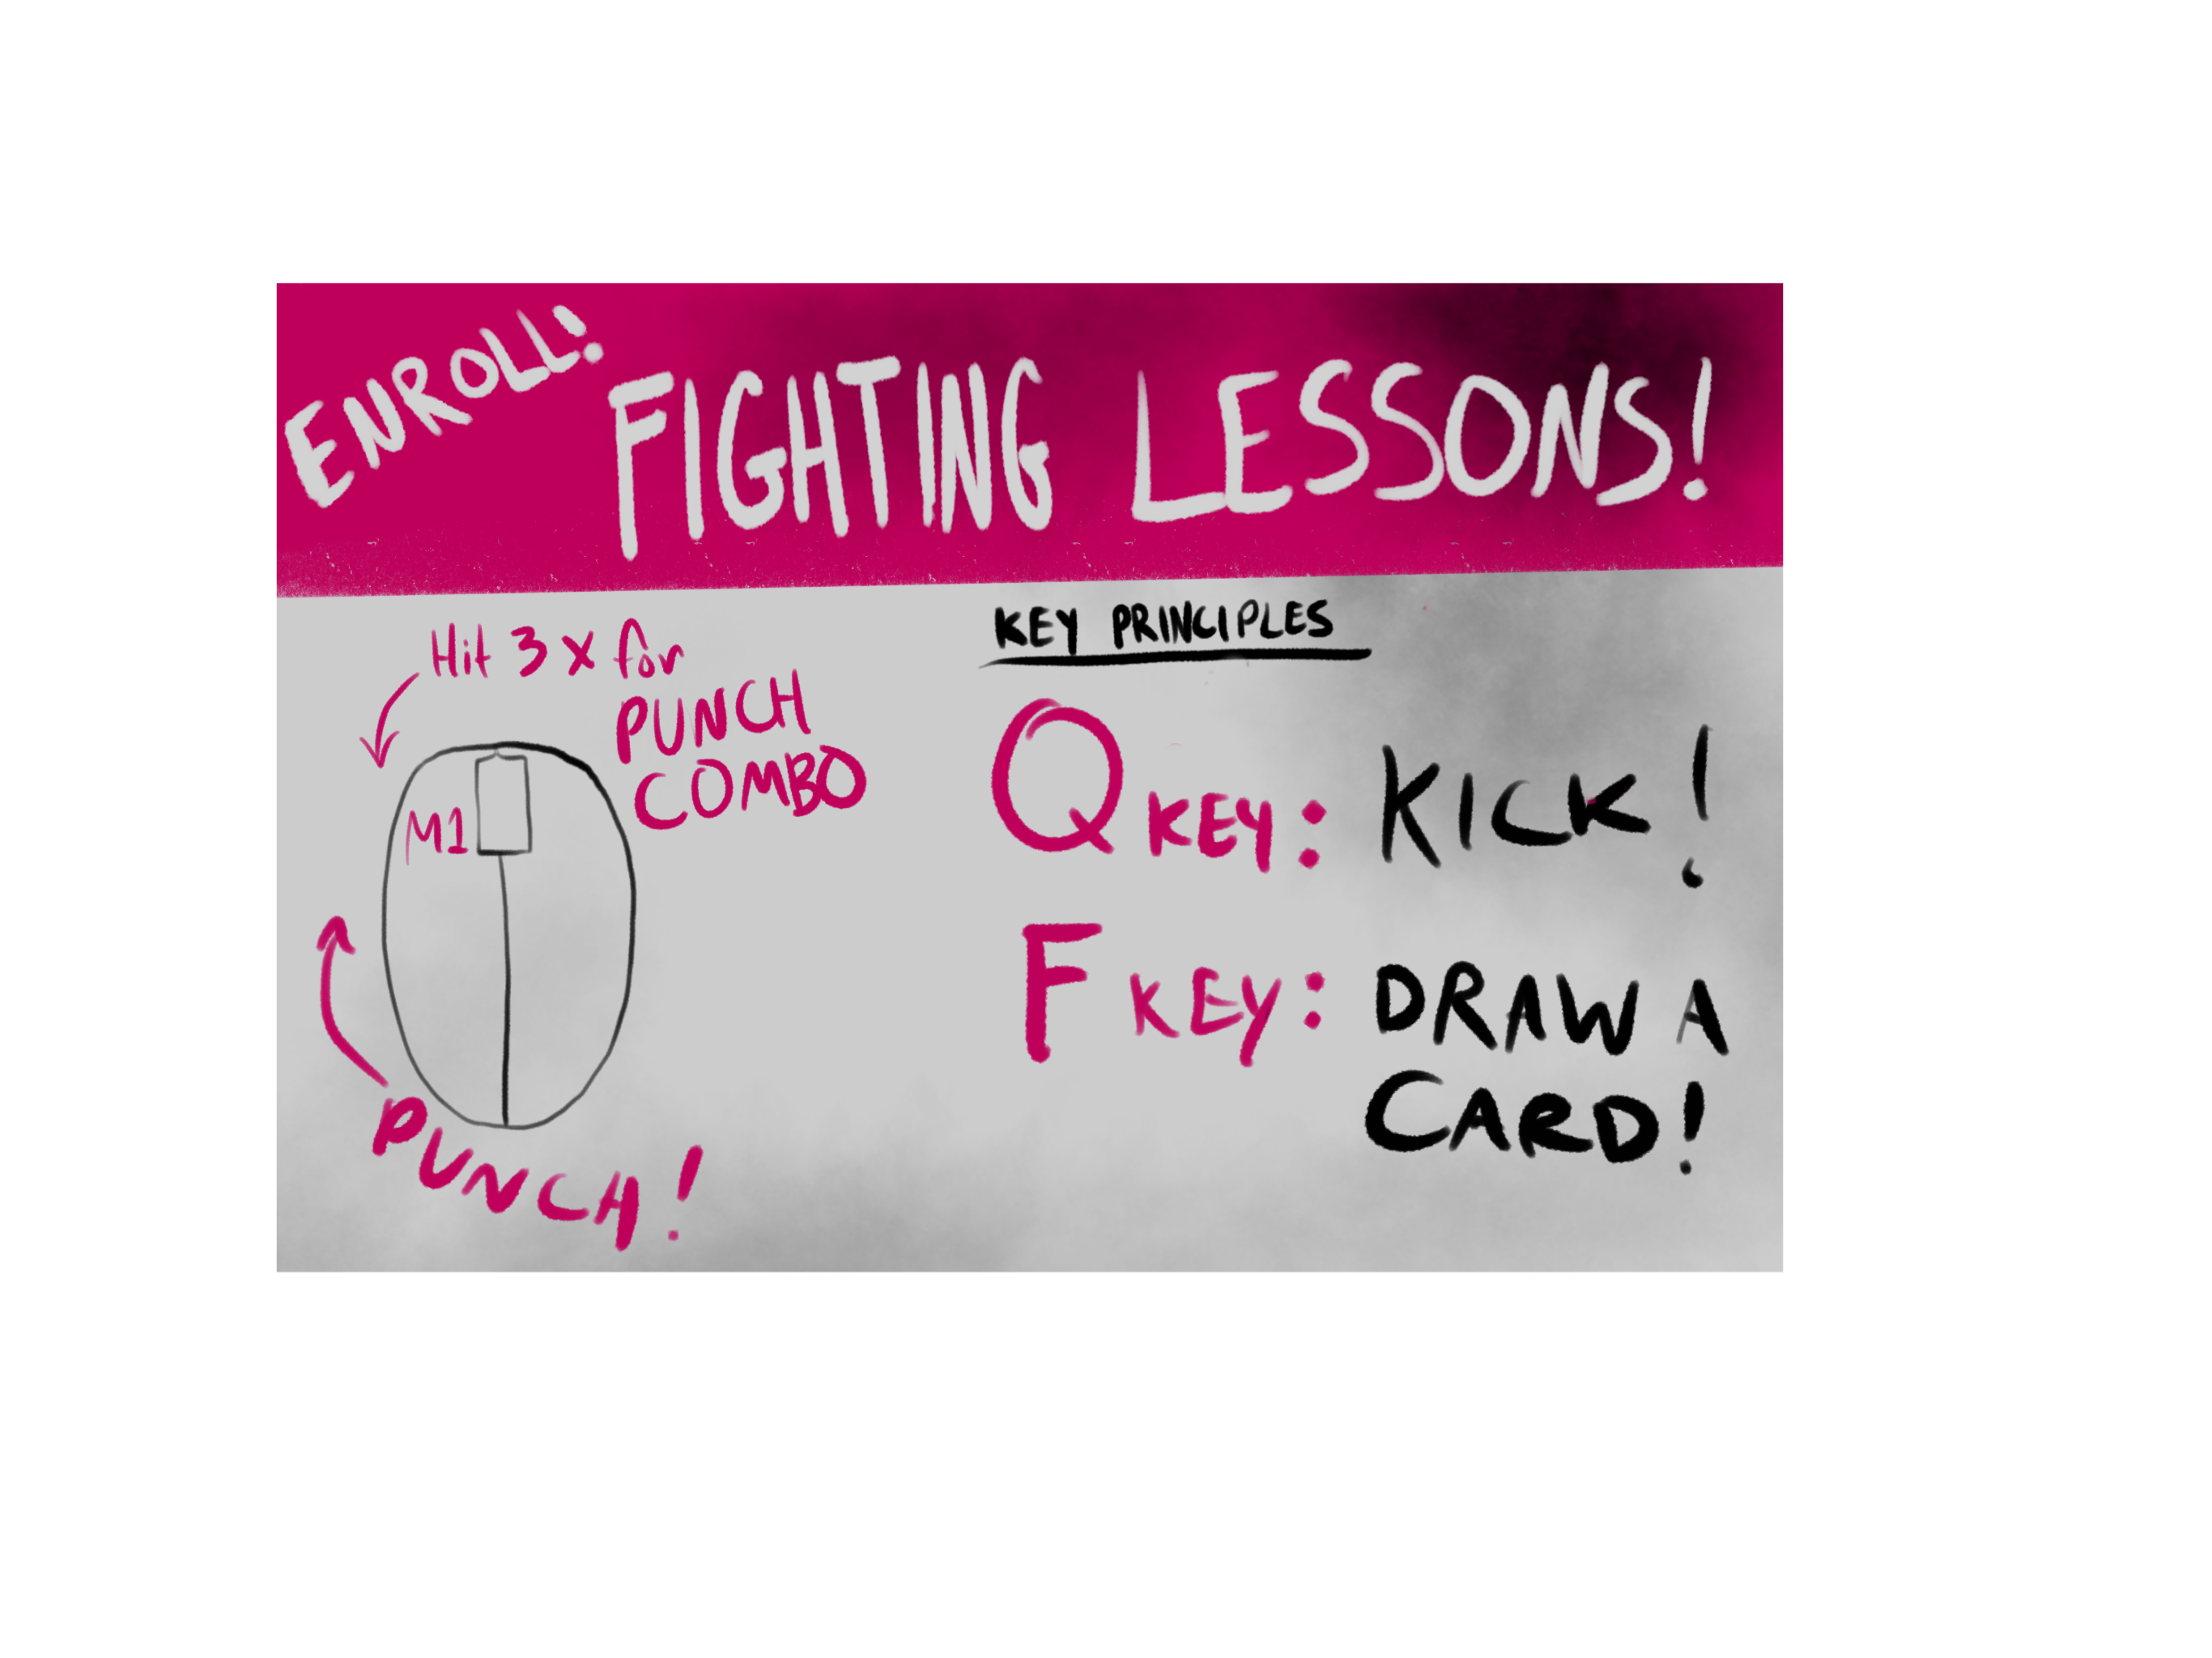 ENROLL!
FIGHTING LESSONS!
Hit 3 x for
PUNCH
COMBO
M1
PUNCH!
KEY PRINCIPLES
Q KEY: KICK!
F KEY: DRAW A
CARD!